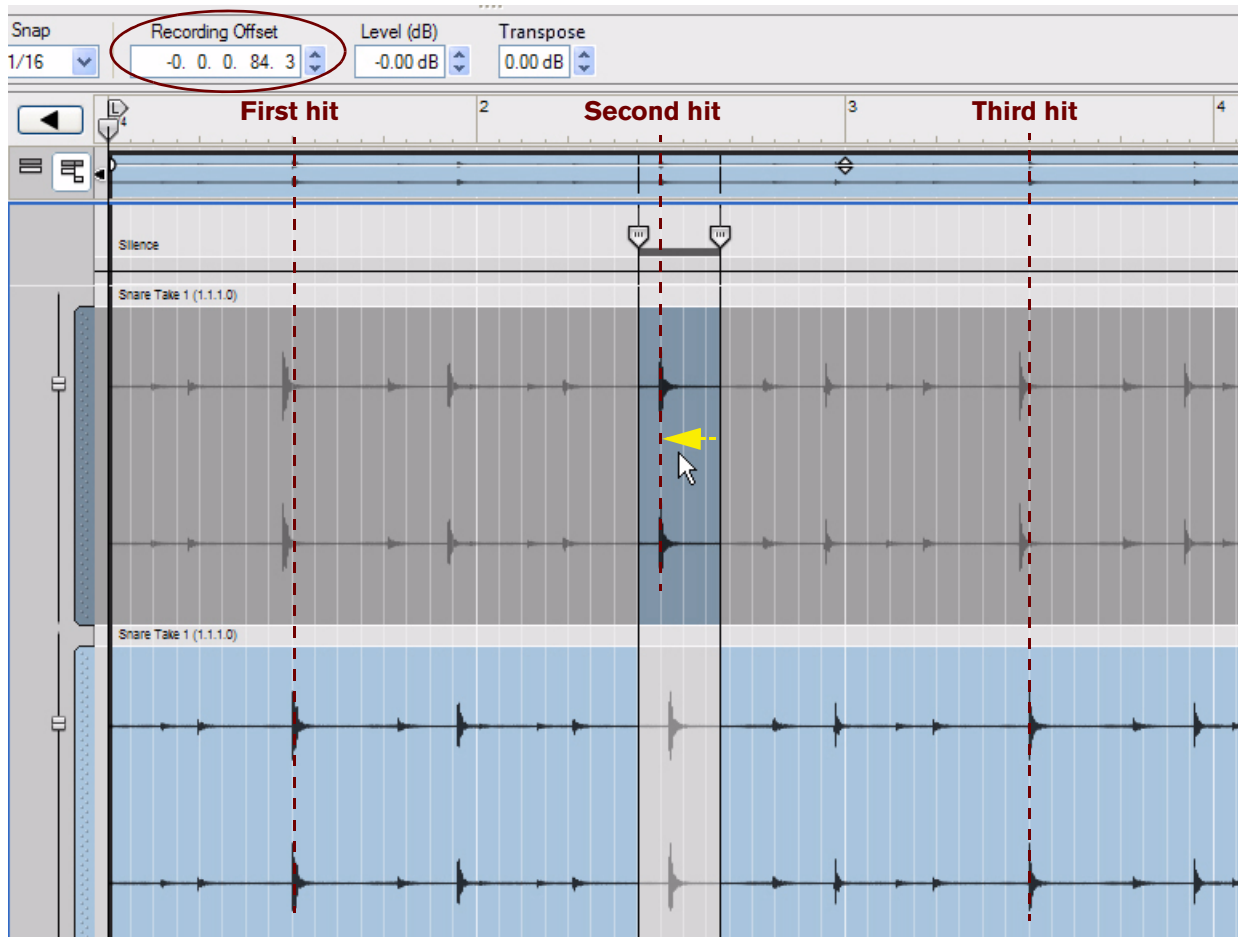 Snap Recording Offset Level (dB) Transpose
1/16 -0. 0. 0. 84. 3 -0.00 dB 0.00 dB
L First hit 2 Second hit 3 Third hit 4
4
Silence
Snare Take 1 (1.1.1.0)
Snare Take 1 (1.1.1.0)